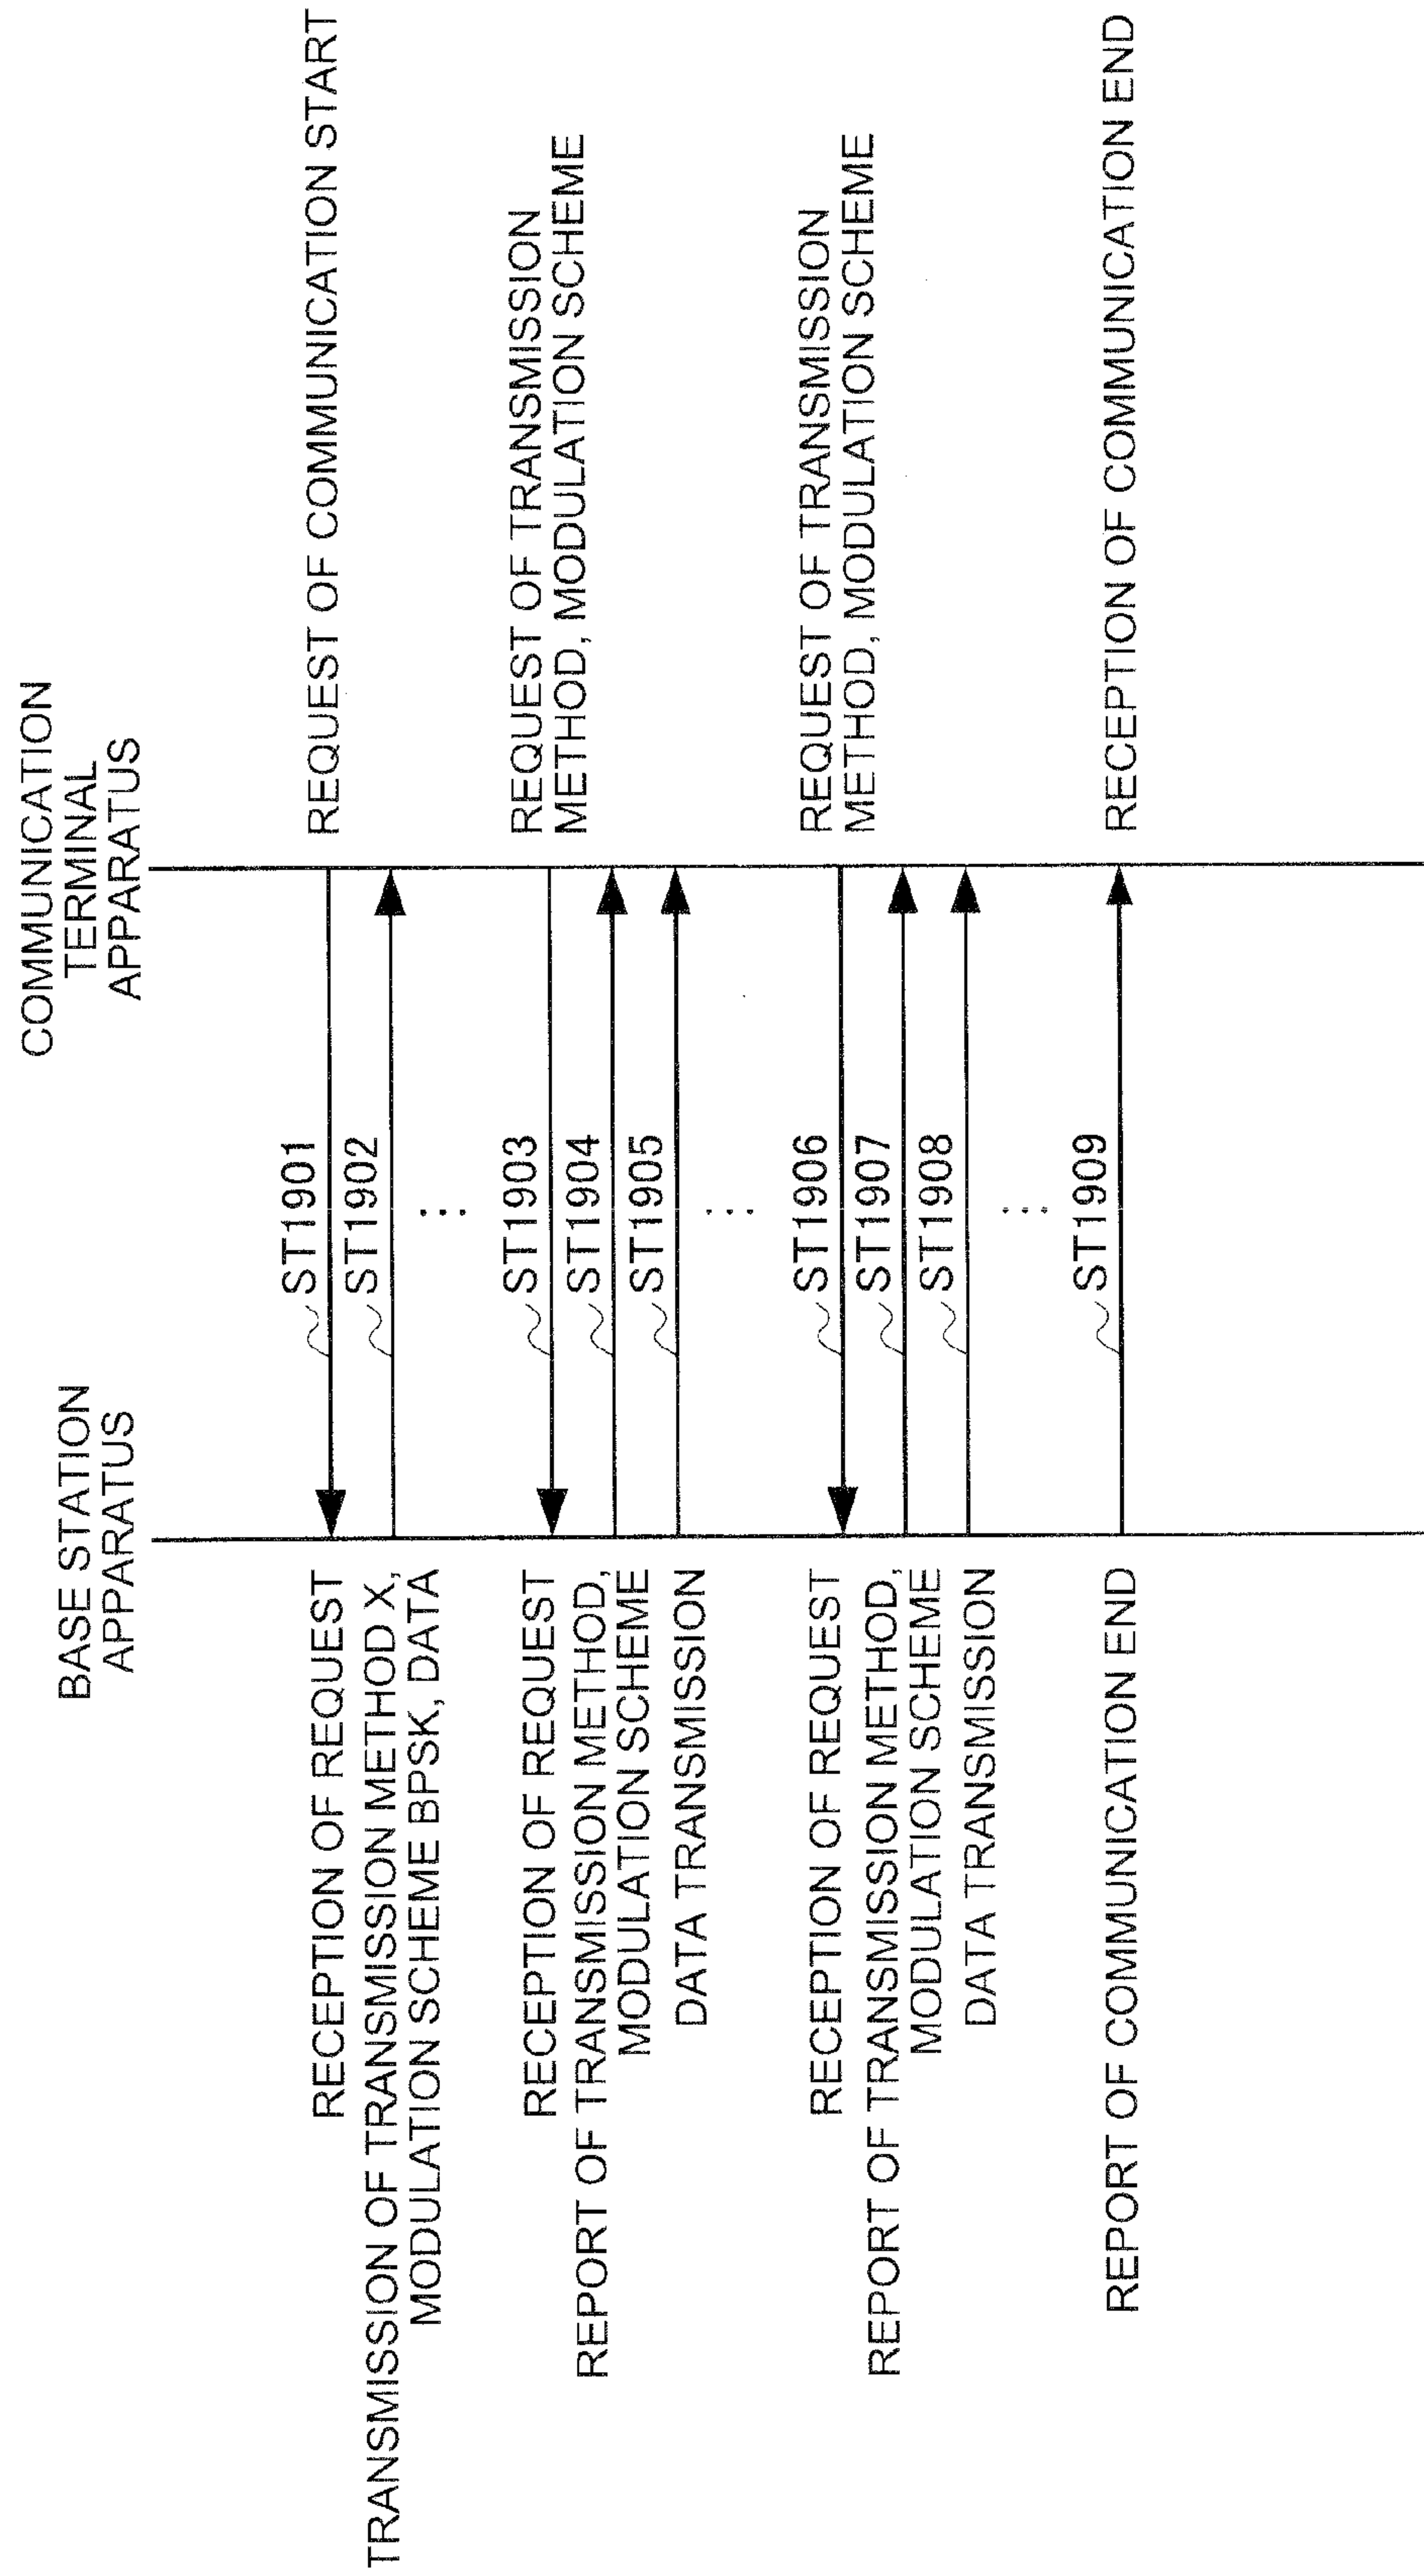 BASE STATION
APPARATUS
COMMUNICATION
TERMINAL
APPARATUS
RECEPTION OF REQUEST
ST1901
REQUEST OF COMMUNICATION START
TRANSMISSION OF TRANSMISSION METHOD X,
MODULATION SCHEME BPSK, DATA
ST1902
...
RECEPTION OF REQUEST
ST1903
REQUEST OF TRANSMISSION
METHOD, MODULATION SCHEME
REPORT OF TRANSMISSION METHOD,
MODULATION SCHEME
ST1904
DATA TRANSMISSION
ST1905
...
RECEPTION OF REQUEST
ST1906
REQUEST OF TRANSMISSION
METHOD, MODULATION SCHEME
REPORT OF TRANSMISSION METHOD,
MODULATION SCHEME
ST1907
DATA TRANSMISSION
ST1908
...
REPORT OF COMMUNICATION END
ST1909
RECEPTION OF COMMUNICATION END